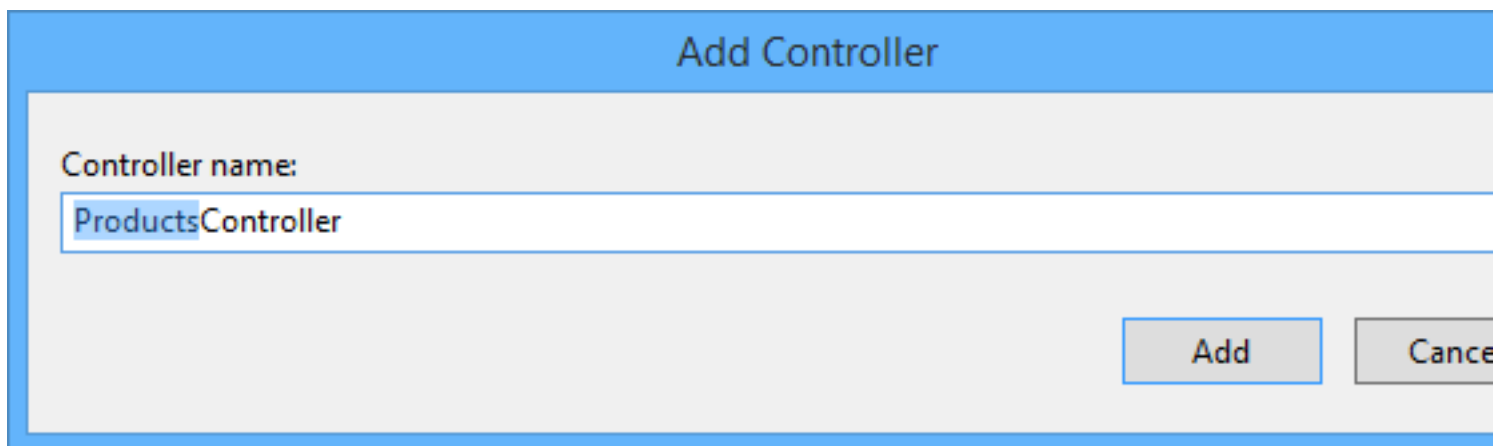 Add Controller
Controller name:
ProductsController
Add Cance